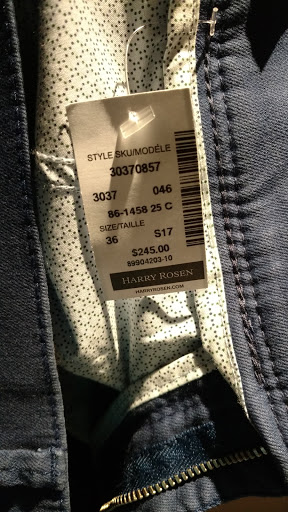 STYLE SKU/MODÈLE
30370857
3037 046
86-1458 25 C
SIZE/TAILLE
36 S17
$245.00
89904203-10
HARRY ROSEN
HARRYROSEN.COM